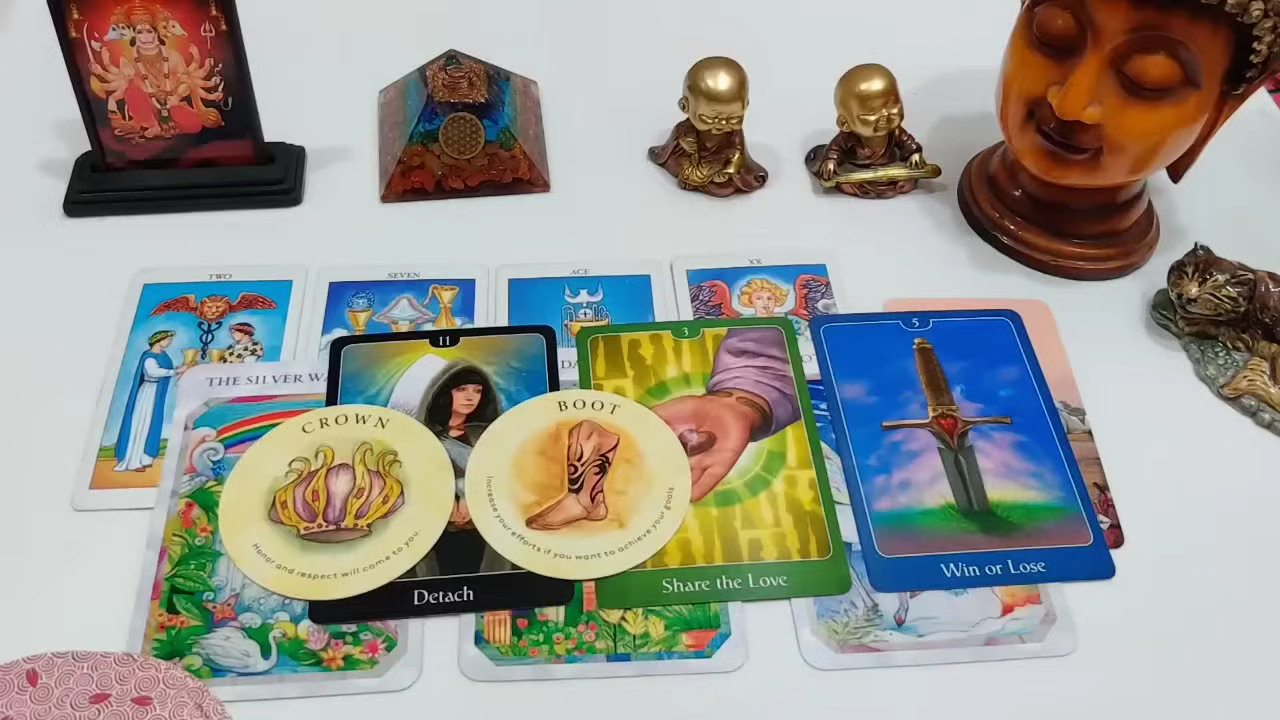 TWO
SEVEN
ACE
XX
THE SILVER
11
3
5
CROWN
Honor and respect will come to you.
BOOT
Increase your efforts if you want to achieve your goals.
Detach
Share the Love
Win or Lose